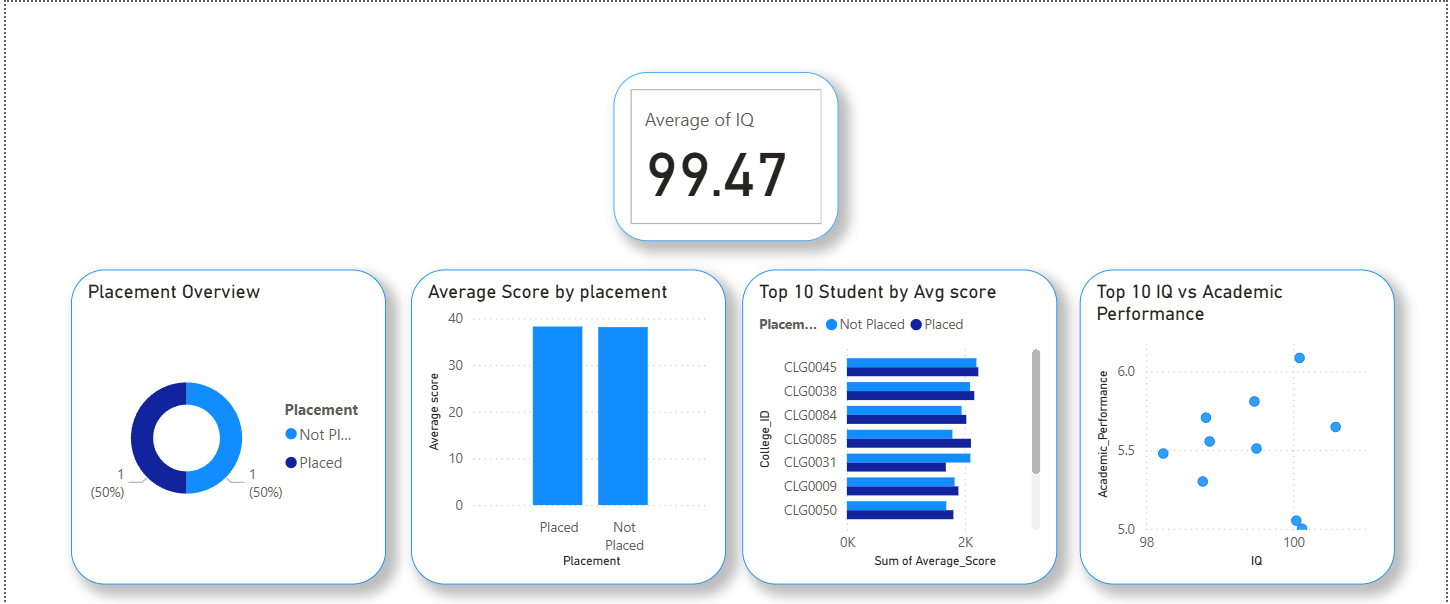 Average of IQ
99.47
Placement Overview
Placement
Not Pl...
Placed
1
(50%)
1
(50%)
Average Score by placement
Average score
40
30
20
10
0
Placed
Not
Placed
Placement
Top 10 Student by Avg score
Placem... Not Placed Placed
College_ID
CLG0045
CLG0038
CLG0084
CLG0085
CLG0031
CLG0009
CLG0050
0K 2K
Sum of Average_Score
Top 10 IQ vs Academic
Performance
Academic_Performance
6.0
5.5
5.0
98 100
IQ